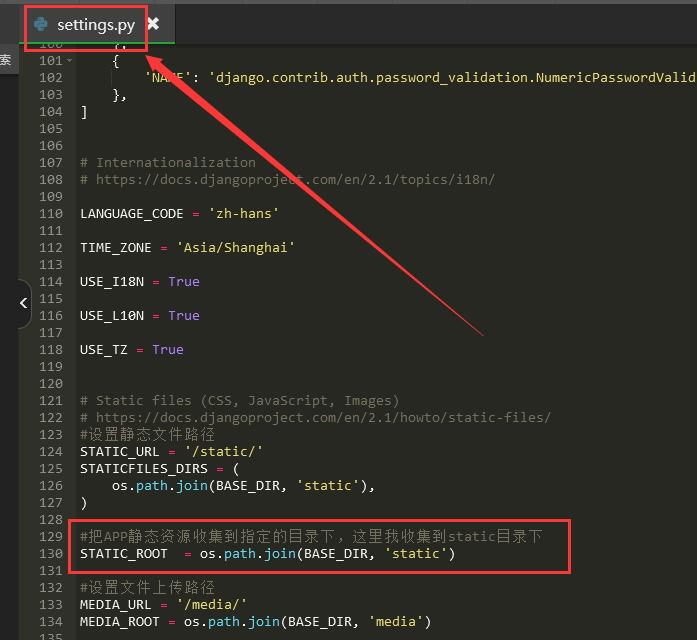 settings.py ✖
索
100 },
101 {
102 'NAME': 'django.contrib.auth.password_validation.NumericPasswordValid
103 },
104 ]
105
106
107 # Internationalization
108 # https://docs.djangoproject.com/en/2.1/topics/i18n/
109
110 LANGUAGE_CODE = 'zh-hans'
111
112 TIME_ZONE = 'Asia/Shanghai'
113
114 USE_I18N = True
115
116 USE_L10N = True
117
118 USE_TZ = True
119
120
121 # Static files (CSS, JavaScript, Images)
122 # https://docs.djangoproject.com/en/2.1/howto/static-files/
123 #设置静态文件路径
124 STATIC_URL = '/static/'
125 STATICFILES_DIRS = (
126 os.path.join(BASE_DIR, 'static'),
127 )
128
129 #把APP静态资源收集到指定的目录下，这里我收集到static目录下
130 STATIC_ROOT  = os.path.join(BASE_DIR, 'static')
131
132 #设置文件上传路径
133 MEDIA_URL = '/media/'
134 MEDIA_ROOT = os.path.join(BASE_DIR, 'media')
135